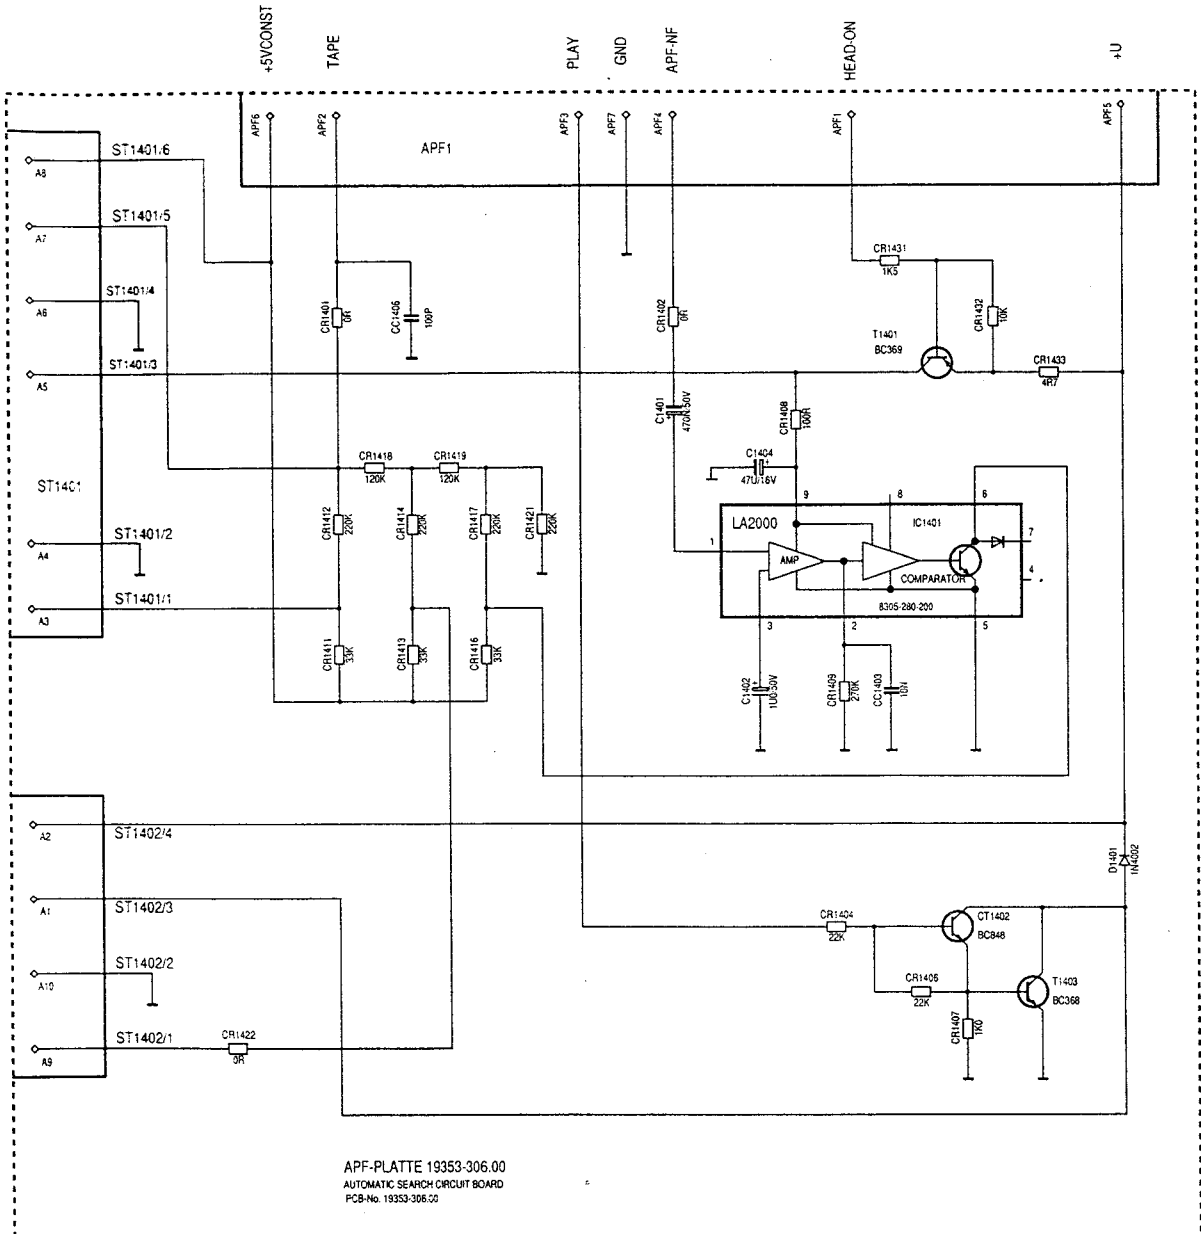 +5VCONST
TAPE
PLAY
GND
APF-NF
HEAD-ON
+U
APF6
APF2
APF3
APF7
APF4
APF1
APF5
APF1
A8
ST1401/6
A7
ST1401/5
A6
ST1401/4
A5
ST1401/3
ST1401
A4
ST1401/2
A3
ST1401/1
CR1401
0R
CC1406
100P
CR1402
0R
CR1431
1K5
CR1432
10K
T1401
BC369
CR1433
4R7
C1401
+
470N/50V
CR1408
100R
C1404
+
47U/16V
CR1418
120K
CR1419
120K
CR1412
220K
CR1414
220K
CR1417
220K
CR1421
220K
CR1411
33K
CR1413
33K
CR1416
33K
9
8
6
LA2000
IC1401
1
7
AMP
COMPARATOR
4
8305-280-200
3
2
5
C1402
+
1U0/50V
CR1409
270K
CC1403
10N
A2
ST1402/4
A1
ST1402/3
A10
ST1402/2
A9
ST1402/1
CR1422
0R
D1401
1N4002
CR1404
22K
CT1402
BC848
CR1406
22K
T1403
BC368
CR1407
1K0
APF-PLATTE 19353-306.00
AUTOMATIC SEARCH CIRCUIT BOARD
PCB-No. 19353-306.00